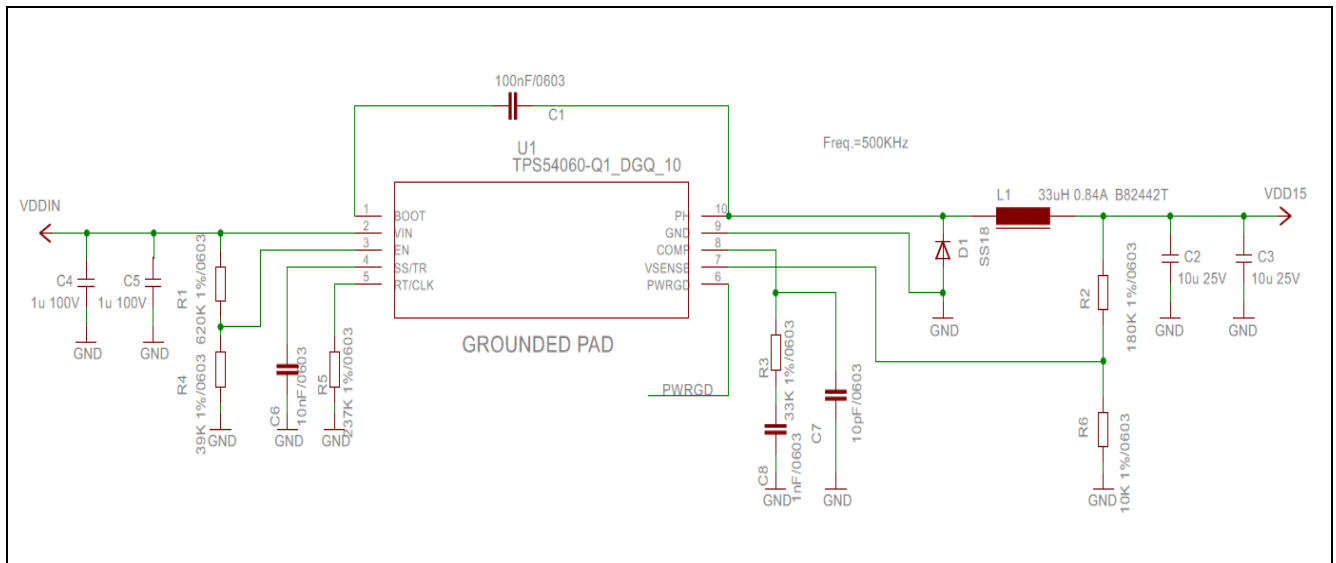 100nF/0603
C1
U1
TPS54060-Q1_DGQ_10
Freq.=500KHz
VDDIN
1 BOOT
2 VIN
3 EN
4 SS/TR
5 RT/CLK
PH 10
GND 9
COMP 8
VSENSE 7
PWRGD 6
GROUNDED PAD
PWRGD
L1 33uH 0.84A B82442T
VDD15
D1
SS18
GND
C4
1u 100V
GND
C5
1u 100V
GND
R1
620K 1%/0603
R4
39K 1%/0603
GND
C6
10nF/0603
GND
R5
237K 1%/0603
GND
R3
33K 1%/0603
C8
1nF/0603
GND
C7
10pF/0603
GND
R2
180K 1%/0603
R6
10K 1%/0603
GND
C2
10u 25V
GND
C3
10u 25V
GND